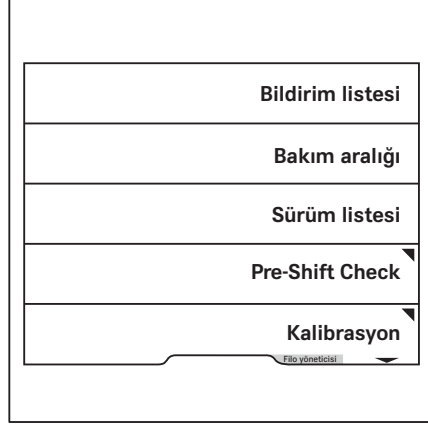 Bildirim listesi
Bakım aralığı
Sürüm listesi
Pre-Shift Check
Kalibrasyon
Filo yöneticisi